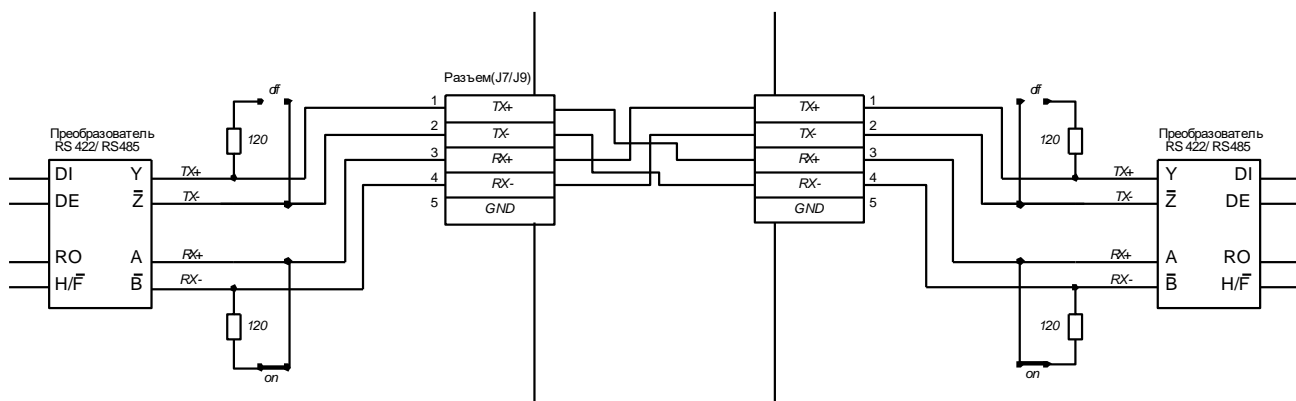 Разъем(J7/J9)
df
df
1 TX+
TX+ 1
2 TX-
TX- 2
3 RX+
RX+ 3
4 RX-
RX- 4
5 GND
GND 5
Преобразователь
RS 422/ RS485
120
DI Y TX+
DE Z̅ TX-
RO A RX+
H/F̅ B̅ RX-
120
on
120
Преобразователь
RS 422/ RS485
TX+ Y DI
TX- Z̅ DE
RX+ A RO
RX- B̅ H/F̅
120
on